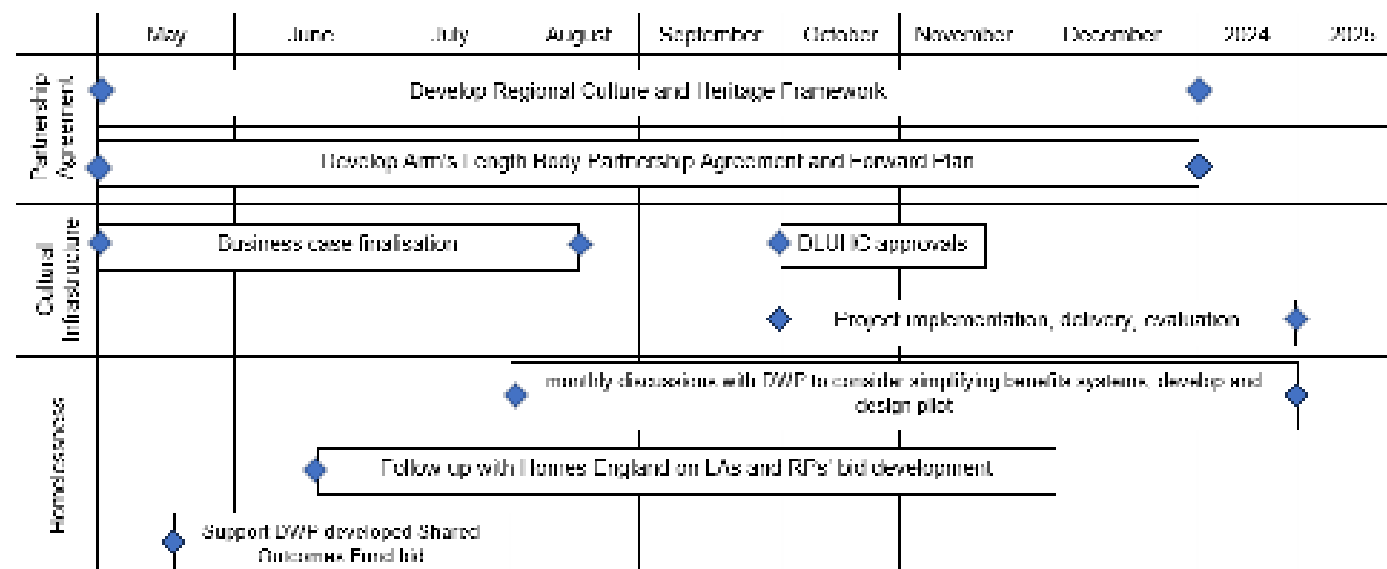 May June July August September October November December 2024 2025
Partnership
Agreement
Develop Regional Culture and Heritage Framework
Develop Arm's Length Body Partnership Agreement and Forward Plan
Cultural
Infrastructure
Business case finalisation
DLUHC approvals
Project implementation, delivery, evaluation
Homelessness
monthly discussions with DWP to consider simplifying benefits systems, develop and
design pilot
Follow up with Homes England on LAs and RPs' bid development
Support DWP developed Shared
Outcomes Fund bid